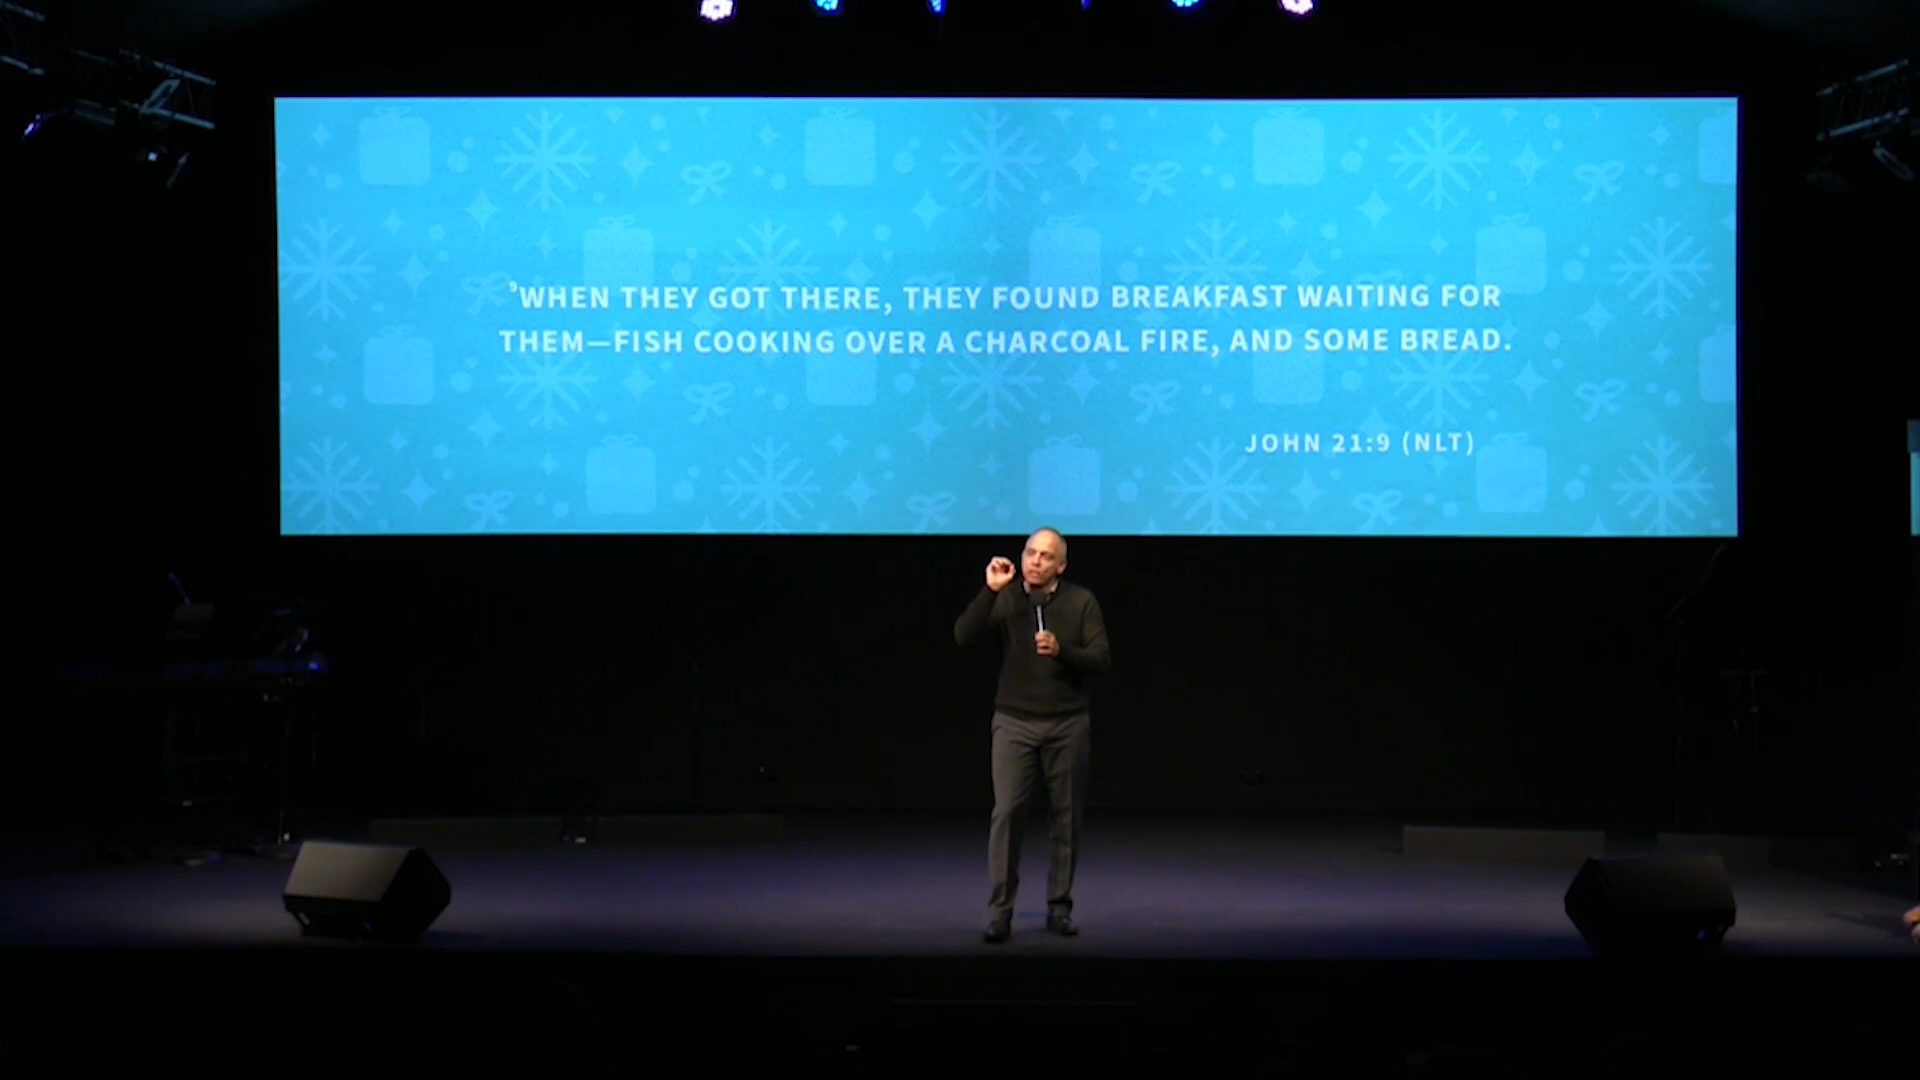 ⁹WHEN THEY GOT THERE, THEY FOUND BREAKFAST WAITING FOR
THEM—FISH COOKING OVER A CHARCOAL FIRE, AND SOME BREAD.
JOHN 21:9 (NLT)